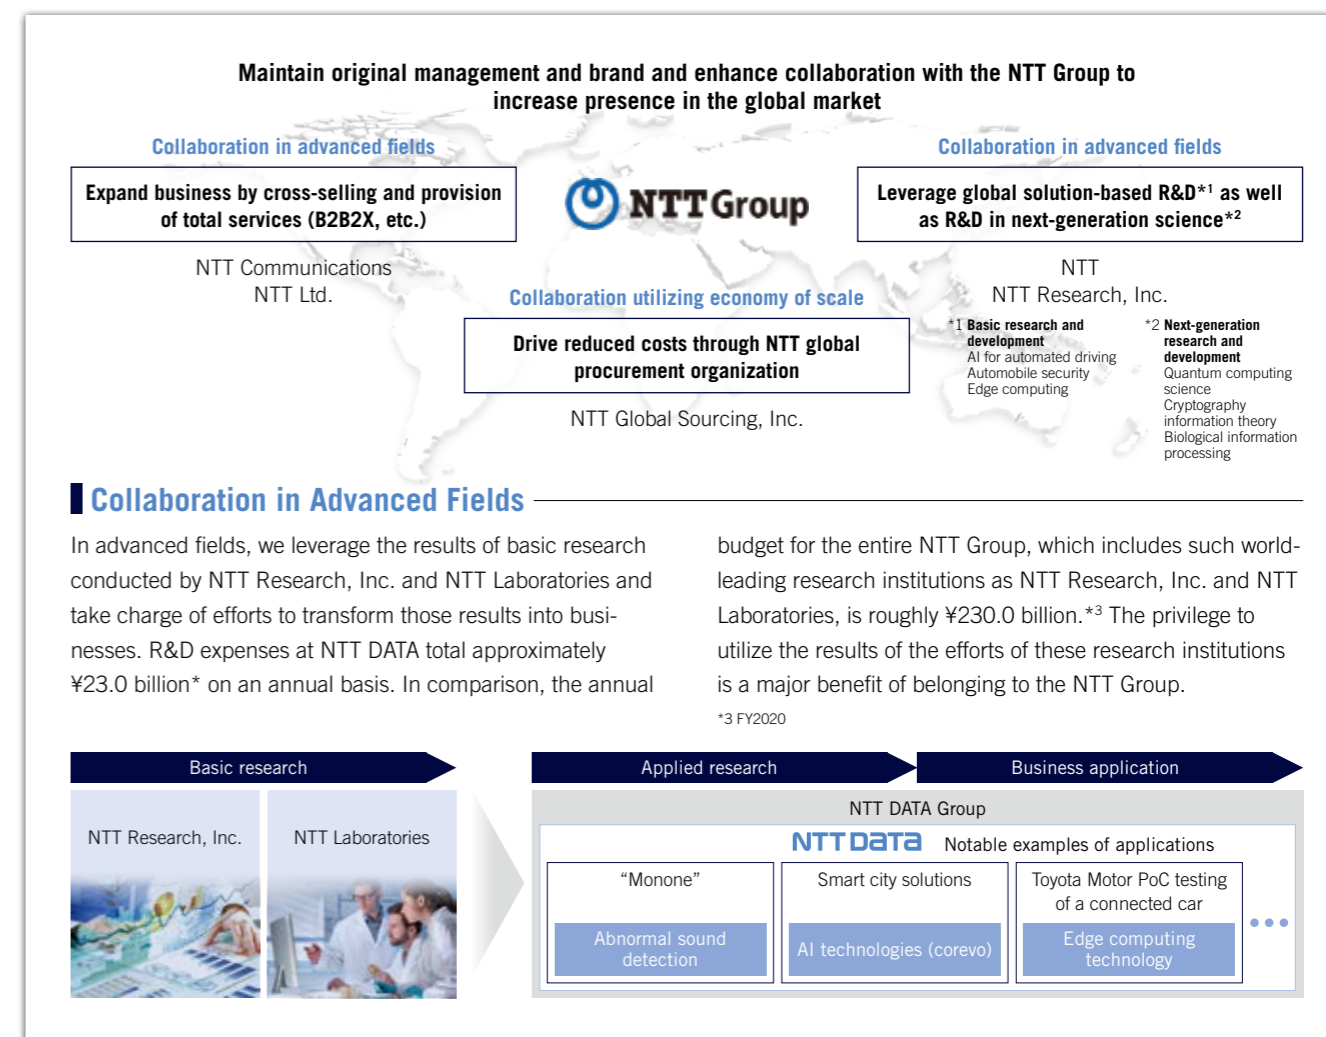 Maintain original management and brand and enhance collaboration with the NTT Group to
increase presence in the global market
Collaboration in advanced fields
Expand business by cross-selling and provision
of total services (B2B2X, etc.)
NTT Communications
NTT Ltd.
NTT Group
Collaboration utilizing economy of scale
Drive reduced costs through NTT global
procurement organization
NTT Global Sourcing, Inc.
Collaboration in advanced fields
Leverage global solution-based R&D*1 as well
as R&D in next-generation science*2
NTT
NTT Research, Inc.
*1 Basic research and
development
AI for automated driving
Automobile security
Edge computing
*2 Next-generation
research and
development
Quantum computing
science
Cryptography
information theory
Biological information
processing
Collaboration in Advanced Fields
In advanced fields, we leverage the results of basic research
conducted by NTT Research, Inc. and NTT Laboratories and
take charge of efforts to transform those results into busi-
nesses. R&D expenses at NTT DATA total approximately
¥23.0 billion* on an annual basis. In comparison, the annual
budget for the entire NTT Group, which includes such world-
leading research institutions as NTT Research, Inc. and NTT
Laboratories, is roughly ¥230.0 billion.*3 The privilege to
utilize the results of the efforts of these research institutions
is a major benefit of belonging to the NTT Group.
*3 FY2020
Basic research
NTT Research, Inc.
NTT Laboratories
Applied research
Business application
NTT DATA Group
NTT DATA Notable examples of applications
“Monone”
Abnormal sound
detection
Smart city solutions
AI technologies (corevo)
Toyota Motor PoC testing
of a connected car
Edge computing
technology